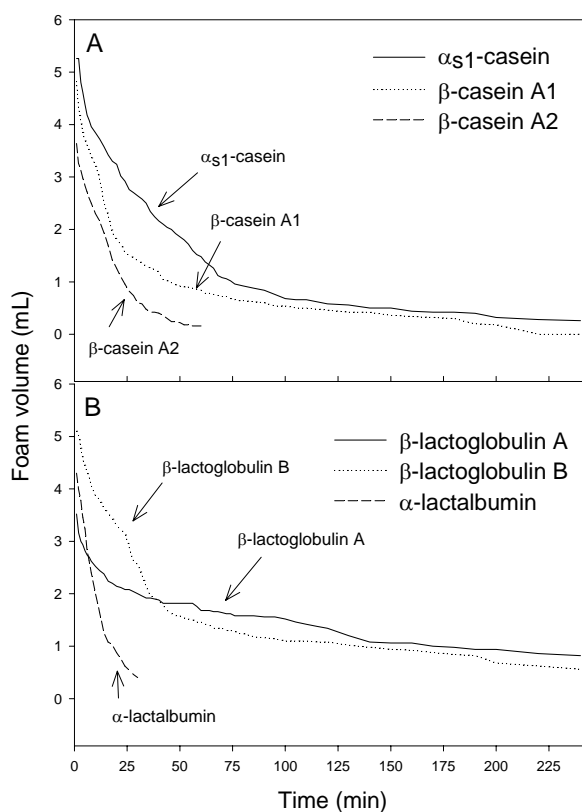 A
αs1-casein
β-casein A1
β-casein A2
αs1-casein
β-casein A1
β-casein A2
6
5
4
3
2
1
0
Foam volume (mL)
B
β-lactoglobulin A
β-lactoglobulin B
α-lactalbumin
β-lactoglobulin B
β-lactoglobulin A
α-lactalbumin
6
5
4
3
2
1
0
0 25 50 75 100 125 150 175 200 225
Time (min)